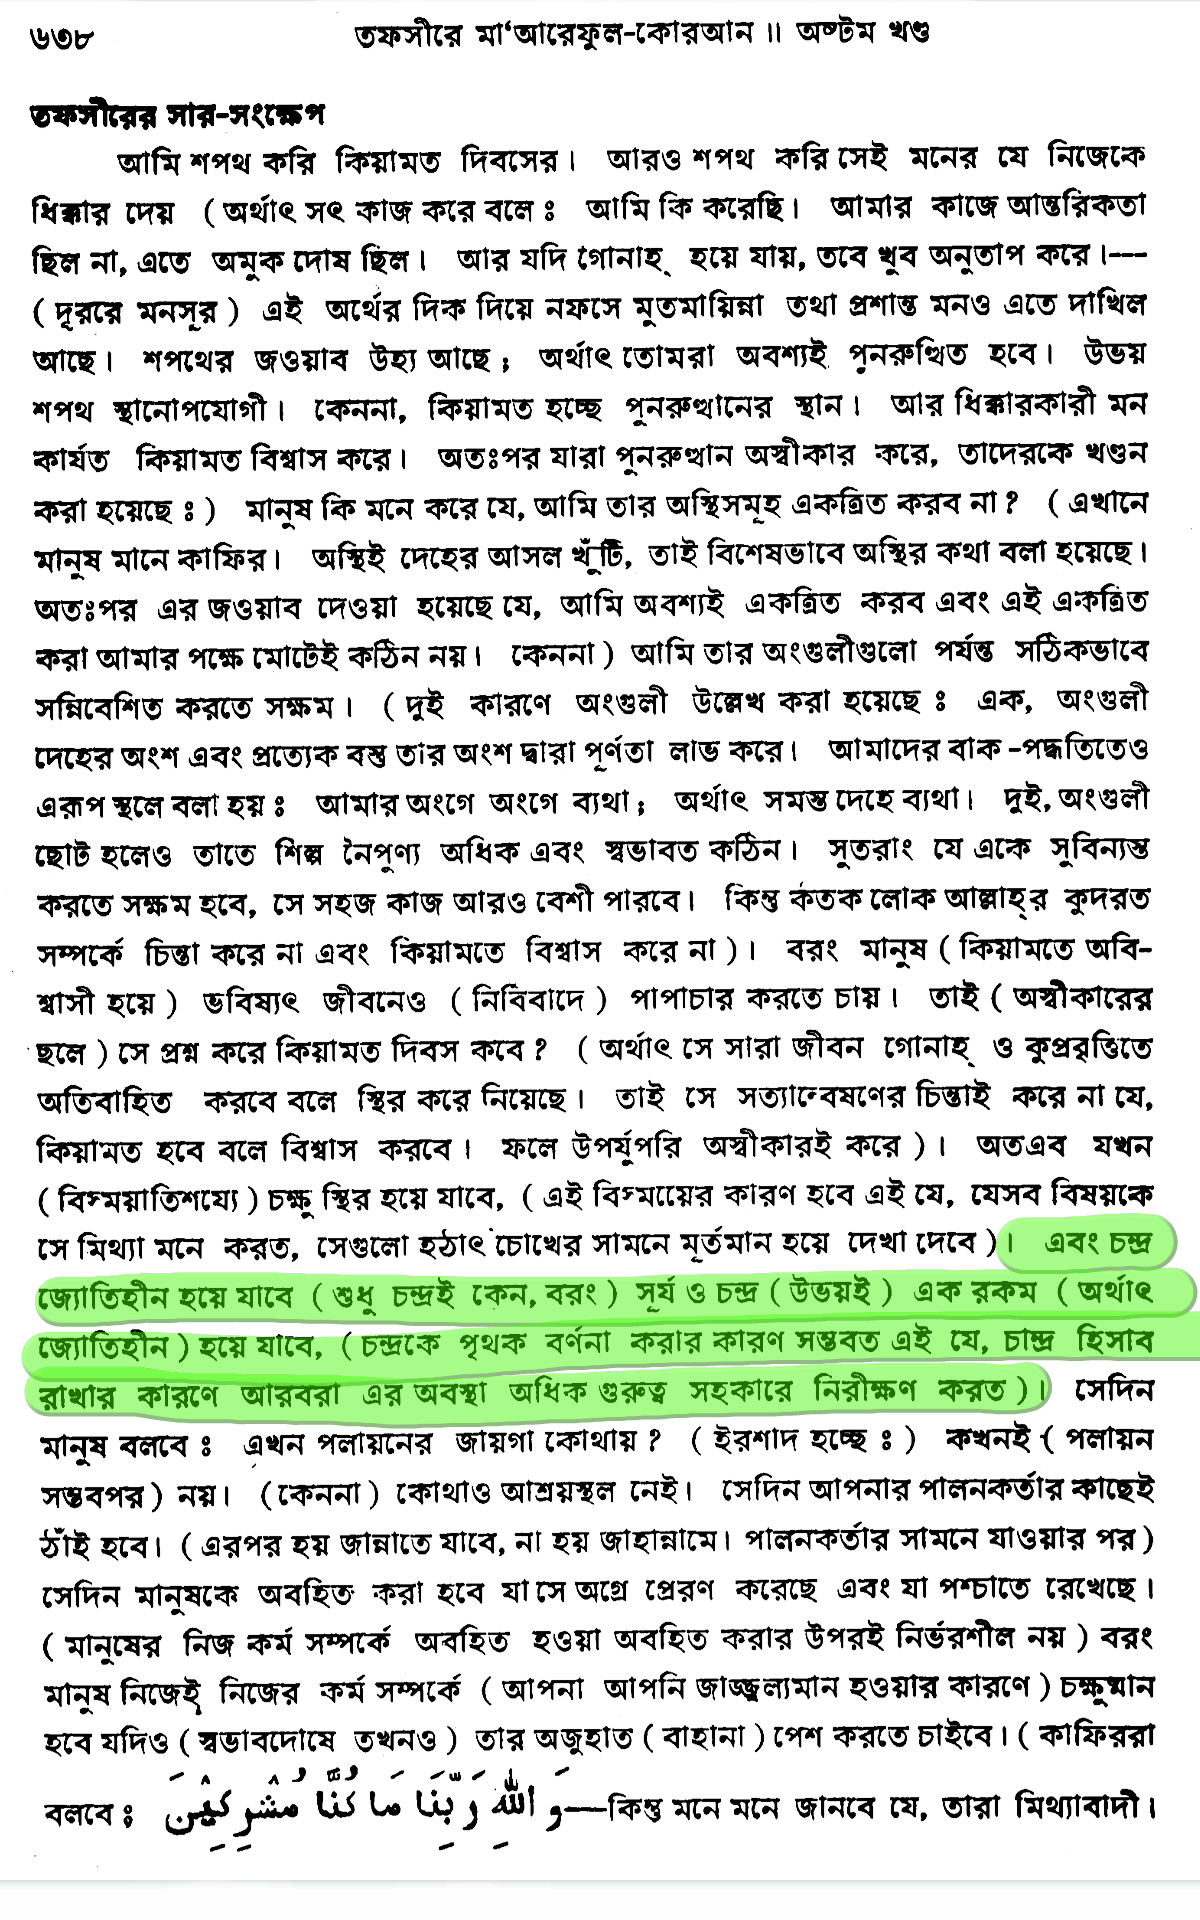 ৬৩৮ তফসীরে মা'আরেফুল-কোরআন ॥ অষ্টম খণ্ড
তফসীরের সার-সংক্ষেপ
আমি শপথ করি কিয়ামত দিবসের। আরও শপথ করি সেই মনের যে নিজেকে
ধিক্কার দেয় (অর্থাৎ সৎ কাজ করে বলে ঃ আমি কি করেছি। আমার কাজে আন্তরিকতা
ছিল না, এতে অমুক দোষ ছিল। আর যদি গোনাহ্ হয়ে যায়, তবে খুব অনুতাপ করে।---
(দূররে মনসূর) এই অর্থের দিক দিয়ে নফসে মুতমায়িন্না তথা প্রশান্ত মনও এতে দাখিল
আছে। শপথের জওয়াব উহ্য আছে; অর্থাৎ তোমরা অবশ্যই পুনরুত্থিত হবে। উভয়
শপথ স্থানোপযোগী। কেননা, কিয়ামত হচ্ছে পুনরুত্থানের স্থান। আর ধিক্কারকারী মন
কার্যত কিয়ামত বিশ্বাস করে। অতঃপর যারা পুনরুত্থান অস্বীকার করে, তাদেরকে খণ্ডন
করা হয়েছে ঃ) মানুষ কি মনে করে যে, আমি তার অস্থিসমূহ একত্রিত করব না? (এখানে
মানুষ মানে কাফির। অস্থিই দেহের আসল খুঁটি, তাই বিশেষভাবে অস্থির কথা বলা হয়েছে।
অতঃপর এর জওয়াব দেওয়া হয়েছে যে, আমি অবশ্যই একত্রিত করব এবং এই একত্রিত
করা আমার পক্ষে মোটেই কঠিন নয়। কেননা) আমি তার অংগুলীগুলো পর্যন্ত সঠিকভাবে
সন্নিবেশিত করতে সক্ষম। (দুই কারণে অংগুলী উল্লেখ করা হয়েছে ঃ এক, অংগুলী
দেহের অংশ এবং প্রত্যেক বস্তু তার অংশ দ্বারা পূর্ণতা লাভ করে। আমাদের বাক-পদ্ধতিতেও
এরূপ স্থলে বলা হয় ঃ আমার অংগে অংগে ব্যথা; অর্থাৎ সমস্ত দেহে ব্যথা। দুই, অংগুলী
ছোট হলেও তাতে শিল্প নৈপুণ্য অধিক এবং স্বভাবত কঠিন। সুতরাং যে একে সুবিন্যস্ত
করতে সক্ষম হবে, সে সহজ কাজ আরও বেশী পারবে। কিন্তু কতক লোক আল্লাহ্‌র কুদরত
সম্পর্কে চিন্তা করে না এবং কিয়ামতে বিশ্বাস করে না)। বরং মানুষ (কিয়ামতে অবি-
শ্বাসী হয়ে) ভবিষ্যৎ জীবনেও (নির্বিবাদে) পাপাচার করতে চায়। তাই (অস্বীকারের
ছলে) সে প্রশ্ন করে কিয়ামত দিবস কবে? (অর্থাৎ সে সারা জীবন গোনাহ্ ও কুপ্রবৃত্তিতে
অতিবাহিত করবে বলে স্থির করে নিয়েছে। তাই সে সত্যান্বেষণের চিন্তাই করে না যে,
কিয়ামত হবে বলে বিশ্বাস করবে। ফলে উপর্যুপরি অস্বীকারই করে)। অতএব যখন
(বিস্ময়াতিশয্যে) চক্ষু স্থির হয়ে যাবে, (এই বিস্ময়ের কারণ হবে এই যে, যেসব বিষয়কে
সে মিথ্যা মনে করত, সেগুলো হঠাৎ চোখের সামনে মূর্তমান হয়ে দেখা দেবে)। এবং চন্দ্র
জ্যোতিহীন হয়ে যাবে (শুধু চন্দ্রই কেন, বরং) সূর্য ও চন্দ্র (উভয়ই) এক রকম (অর্থাৎ
জ্যোতিহীন) হয়ে যাবে, (চন্দ্রকে পৃথক বর্ণনা করার কারণ সম্ভবত এই যে, চান্দ্র হিসাব
রাখার কারণে আরবরা এর অবস্থা অধিক গুরুত্ব সহকারে নিরীক্ষণ করত)। সেদিন
মানুষ বলবে ঃ এখন পলায়নের জায়গা কোথায়? (ইরশাদ হচ্ছে ঃ) কখনই (পলায়ন
সম্ভবপর) নয়। (কেননা) কোথাও আশ্রয়স্থল নেই। সেদিন আপনার পালনকর্তার কাছেই
ঠাঁই হবে। (এরপর হয় জান্নাতে যাবে, না হয় জাহান্নামে। পালনকর্তার সামনে যাওয়ার পর)
সেদিন মানুষকে অবহিত করা হবে যা সে অগ্রে প্রেরণ করেছে এবং যা পশ্চাতে রেখেছে।
(মানুষের নিজ কর্ম সম্পর্কে অবহিত হওয়া অবহিত করার উপরই নির্ভরশীল নয়) বরং
মানুষ নিজেই নিজের কর্ম সম্পর্কে (আপনা আপনি জাজ্জ্বল্যমান হওয়ার কারণে) চক্ষুষ্মান
হবে যদিও (স্বভাবদোষে তখনও) তার অজুহাত (বাহানা) পেশ করতে চাইবে। (কাফিররা
বলবে ঃ وَاللّٰهِ رَبِّنَا مَا كُنَّا مُشْرِكِيْنَ—কিন্তু মনে মনে জানবে যে, তারা মিথ্যাবাদী।